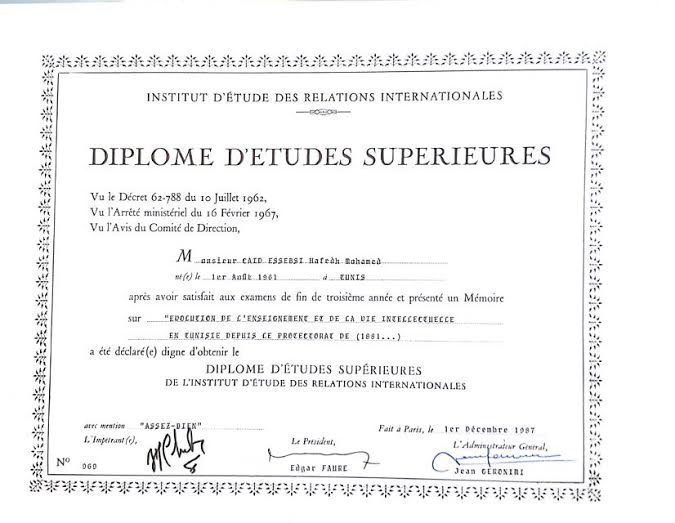 INSTITUT D'ÉTUDE DES RELATIONS INTERNATIONALES
DIPLOME D'ETUDES SUPERIEURES
Vu le Décret 62-788 du 10 Juillet 1962,
Vu l'Arrêté ministériel du 16 Février 1967,
Vu l'Avis du Comité de Direction,
Monsieur CAID ESSEBSI Hafedh Mohamed
né(e) le 1er Août 1961 à TUNIS
après avoir satisfait aux examens de fin de troisième année et présenté un Mémoire
sur "EVOLUTION DE L'ENSEIGNEMENT ET DE LA VIE INTELLECTUELLE
EN TUNISIE DEPUIS LE PROTECTORAT DE (1881...)
a été déclaré(e) digne d'obtenir le
DIPLOME D'ÉTUDES SUPÉRIEURES
DE L'INSTITUT D'ÉTUDE DES RELATIONS INTERNATIONALES
avec mention "ASSEZ-BIEN"
Fait à Paris, le 1er Décembre 1987
L'Impétrant(e), Le Président, L'Administrateur Général,
Nº 960 Edgar FAURE Jean GERONIMI